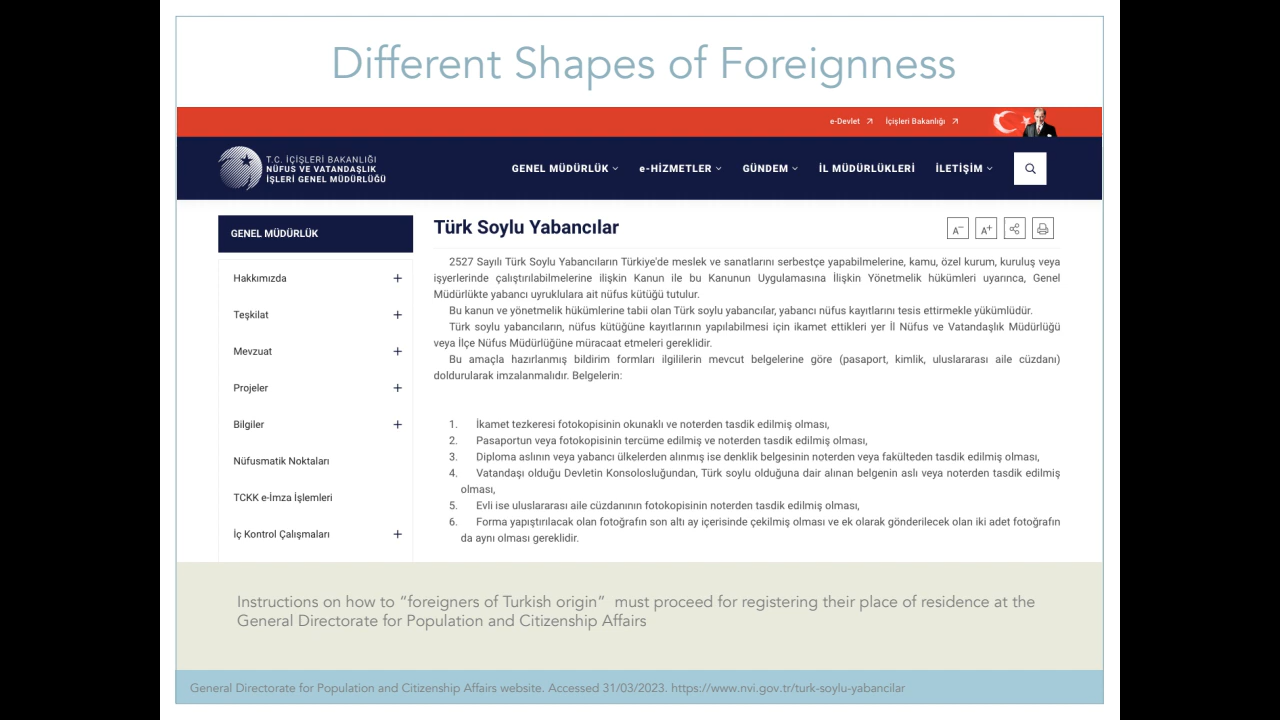 Different Shapes of Foreignness
e-Devlet
İçişleri Bakanlığı
T.C. İÇİŞLERİ BAKANLIĞI
NÜFUS VE VATANDAŞLIK
İŞLERİ GENEL MÜDÜRLÜĞÜ
GENEL MÜDÜRLÜK
e-HİZMETLER
GÜNDEM
İL MÜDÜRLÜKLERİ
İLETİŞİM
GENEL MÜDÜRLÜK
Hakkımızda
Teşkilat
Mevzuat
Projeler
Bilgiler
Nüfusmatik Noktaları
TCKK e-İmza İşlemleri
İç Kontrol Çalışmaları
Türk Soylu Yabancılar
A⁻
A⁺
2527 Sayılı Türk Soylu Yabancıların Türkiye'de meslek ve sanatlarını serbestçe yapabilmelerine, kamu, özel kurum, kuruluş veya
işyerlerinde çalıştırılabilmelerine ilişkin Kanun ile bu Kanunun Uygulamasına İlişkin Yönetmelik hükümleri uyarınca, Genel
Müdürlükte yabancı uyruklulara ait nüfus kütüğü tutulur.
Bu kanun ve yönetmelik hükümlerine tabii olan Türk soylu yabancılar, yabancı nüfus kayıtlarını tesis ettirmekle yükümlüdür.
Türk soylu yabancıların, nüfus kütüğüne kayıtlarının yapılabilmesi için ikamet ettikleri yer İl Nüfus ve Vatandaşlık Müdürlüğü
veya İlçe Nüfus Müdürlüğüne müracaat etmeleri gereklidir.
Bu amaçla hazırlanmış bildirim formları ilgililerin mevcut belgelerine göre (pasaport, kimlik, uluslararası aile cüzdanı)
doldurularak imzalanmalıdır. Belgelerin:
1. İkamet tezkeresi fotokopisinin okunaklı ve noterden tasdik edilmiş olması,
2. Pasaportun veya fotokopisinin tercüme edilmiş ve noterden tasdik edilmiş olması,
3. Diploma aslının veya yabancı ülkelerden alınmış ise denklik belgesinin noterden veya fakülteden tasdik edilmiş olması,
4. Vatandaşı olduğu Devletin Konsolosluğundan, Türk soylu olduğuna dair alınan belgenin aslı veya noterden tasdik edilmiş
olması,
5. Evli ise uluslararası aile cüzdanının fotokopisinin noterden tasdik edilmiş olması,
6. Forma yapıştırılacak olan fotoğrafın son altı ay içerisinde çekilmiş olması ve ek olarak gönderilecek olan iki adet fotoğrafın
da aynı olması gereklidir.
Instructions on how to “foreigners of Turkish origin” must proceed for registering their place of residence at the
General Directorate for Population and Citizenship Affairs
General Directorate for Population and Citizenship Affairs website. Accessed 31/03/2023. https://www.nvi.gov.tr/turk-soylu-yabancilar